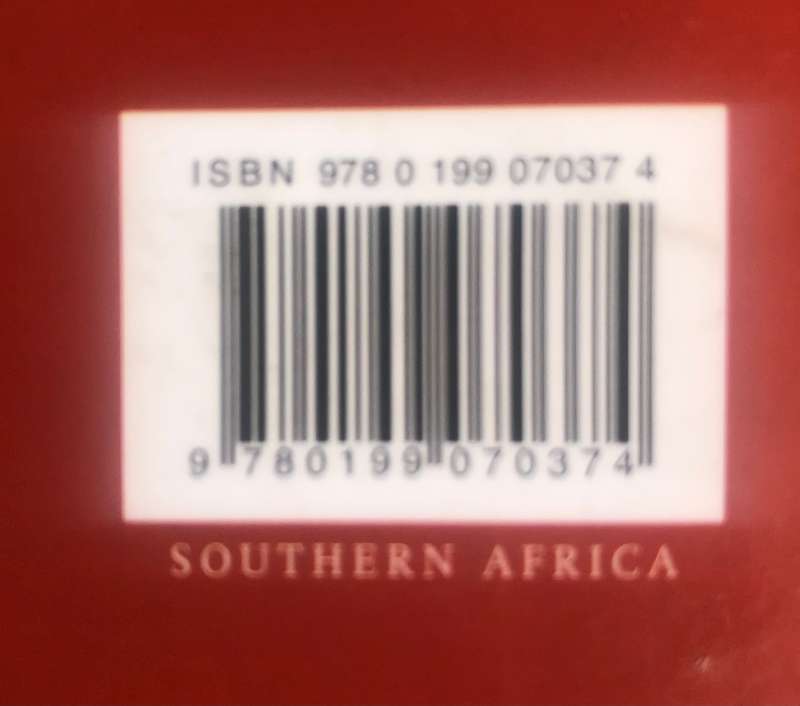 ISBN 978 0 199 07037 4
9 780199 070374
SOUTHERN AFRICA